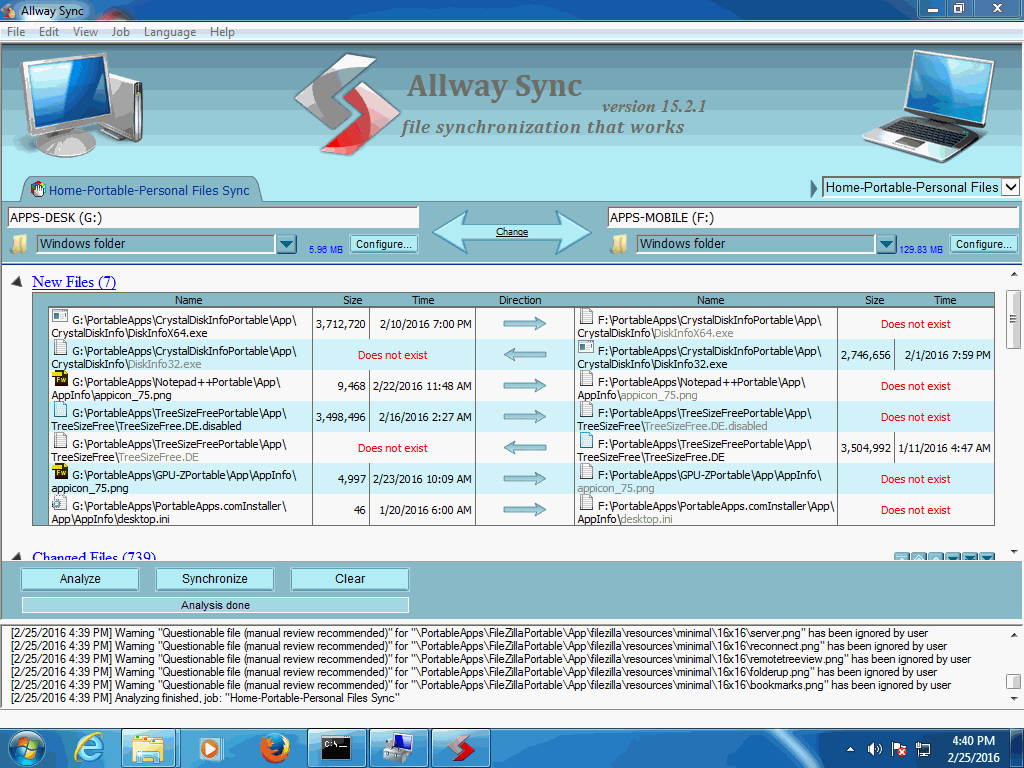 Allway Sync
File Edit View Job Language Help
Allway Sync
version 15.2.1
file synchronization that works
Home-Portable-Personal Files Sync
Home-Portable-Personal Files
APPS-DESK (G:)
APPS-MOBILE (F:)
Change
Windows folder
5.96 MB
Configure...
Windows folder
129.83 MB
Configure...
New Files (7)
Name Size Time Direction Name Size Time
G:\PortableApps\CrystalDiskInfoPortable\App\
CrystalDiskInfo\DiskInfoX64.exe
3,712,720 2/10/2016 7:00 PM
F:\PortableApps\CrystalDiskInfoPortable\App\
CrystalDiskInfo\DiskInfoX64.exe
Does not exist
G:\PortableApps\CrystalDiskInfoPortable\App\
CrystalDiskInfo\DiskInfo32.exe
Does not exist
F:\PortableApps\CrystalDiskInfoPortable\App\
CrystalDiskInfo\DiskInfo32.exe
2,746,656 2/1/2016 7:59 PM
G:\PortableApps\Notepad++Portable\App\
AppInfo\appicon_75.png
9,468 2/22/2016 11:48 AM
F:\PortableApps\Notepad++Portable\App\
AppInfo\appicon_75.png
Does not exist
G:\PortableApps\TreeSizeFreePortable\App\
TreeSizeFree\TreeSizeFree.DE.disabled
3,498,496 2/16/2016 2:27 AM
F:\PortableApps\TreeSizeFreePortable\App\
TreeSizeFree\TreeSizeFree.DE.disabled
Does not exist
G:\PortableApps\TreeSizeFreePortable\App\
TreeSizeFree\TreeSizeFree.DE
Does not exist
F:\PortableApps\TreeSizeFreePortable\App\
TreeSizeFree\TreeSizeFree.DE
3,504,992 1/11/2016 4:47 AM
G:\PortableApps\GPU-ZPortable\App\AppInfo\
appicon_75.png
4,997 2/23/2016 10:09 AM
F:\PortableApps\GPU-ZPortable\App\AppInfo\
appicon_75.png
Does not exist
G:\PortableApps\PortableApps.comInstaller\
App\AppInfo\desktop.ini
46 1/20/2016 6:00 AM
F:\PortableApps\PortableApps.comInstaller\App\
AppInfo\desktop.ini
Does not exist
Changed Files (739)
Analyze Synchronize Clear
Analysis done
[2/25/2016 4:39 PM] Warning "Questionable file (manual review recommended)" for "\PortableApps\FileZillaPortable\App\filezilla\resources\minimal\16x16\server.png" has been ignored by user
[2/25/2016 4:39 PM] Warning "Questionable file (manual review recommended)" for "\PortableApps\FileZillaPortable\App\filezilla\resources\minimal\16x16\reconnect.png" has been ignored by user
[2/25/2016 4:39 PM] Warning "Questionable file (manual review recommended)" for "\PortableApps\FileZillaPortable\App\filezilla\resources\minimal\16x16\remotetreeview.png" has been ignored by user
[2/25/2016 4:39 PM] Warning "Questionable file (manual review recommended)" for "\PortableApps\FileZillaPortable\App\filezilla\resources\minimal\16x16\folderup.png" has been ignored by user
[2/25/2016 4:39 PM] Warning "Questionable file (manual review recommended)" for "\PortableApps\FileZillaPortable\App\filezilla\resources\minimal\16x16\bookmarks.png" has been ignored by user
[2/25/2016 4:39 PM] Analyzing finished, job: "Home-Portable-Personal Files Sync"
4:40 PM
2/25/2016